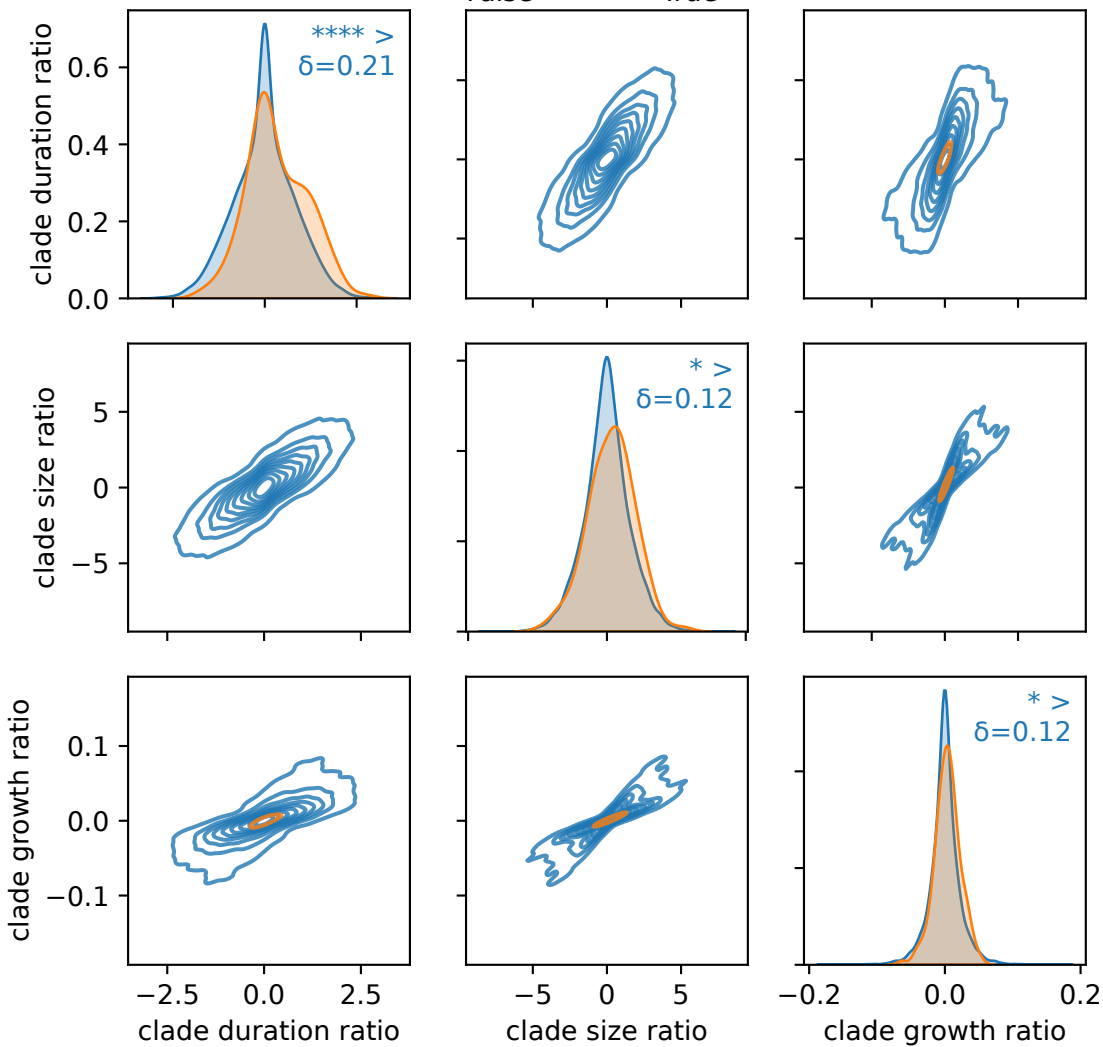 clade duration ratio
0.6
0.4
0.2
0.0
**** >
δ=0.21
clade size ratio
5
0
−5
* >
δ=0.12
clade growth ratio
0.1
0.0
−0.1
* >
δ=0.12
−2.5 0.0 2.5
−5 0 5
−0.2 0.0 0.2
clade duration ratio
clade size ratio
clade growth ratio